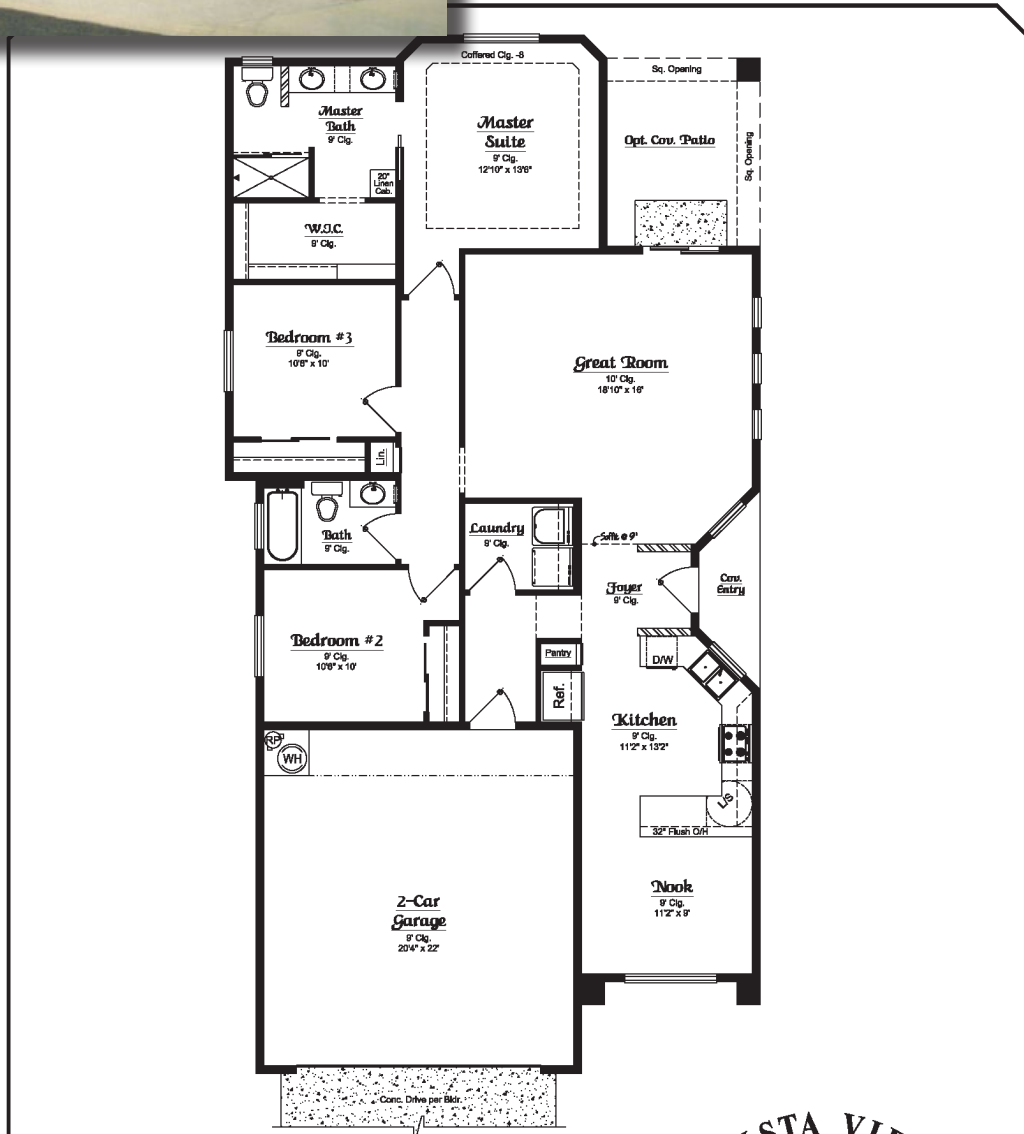 Coffered Clg. -8
Sq. Opening
Master
Bath
9' Clg.
Master
Suite
9' Clg.
12'10" x 13'6"
Opt. Cov. Patio
Sq. Opening
20"
Linen
Cab.
W.I.C.
9' Clg.
Bedroom #3
9' Clg.
10'6" x 10'
Great Room
10' Clg.
18'10" x 16'
Lin.
Laundry
9' Clg.
Bath
9' Clg.
Soffit @ 9'
Foyer
9' Clg.
Cov.
Entry
Bedroom #2
9' Clg.
10'6" x 10'
Pantry
D/W
Ref.
Kitchen
9' Clg.
11'2" x 13'2"
RP
WH
L/S
32" Flush O/H
Nook
9' Clg.
11'2" x 9'
2-Car
Garage
9' Clg.
20'4" x 22'
Conc. Drive per Bldr.